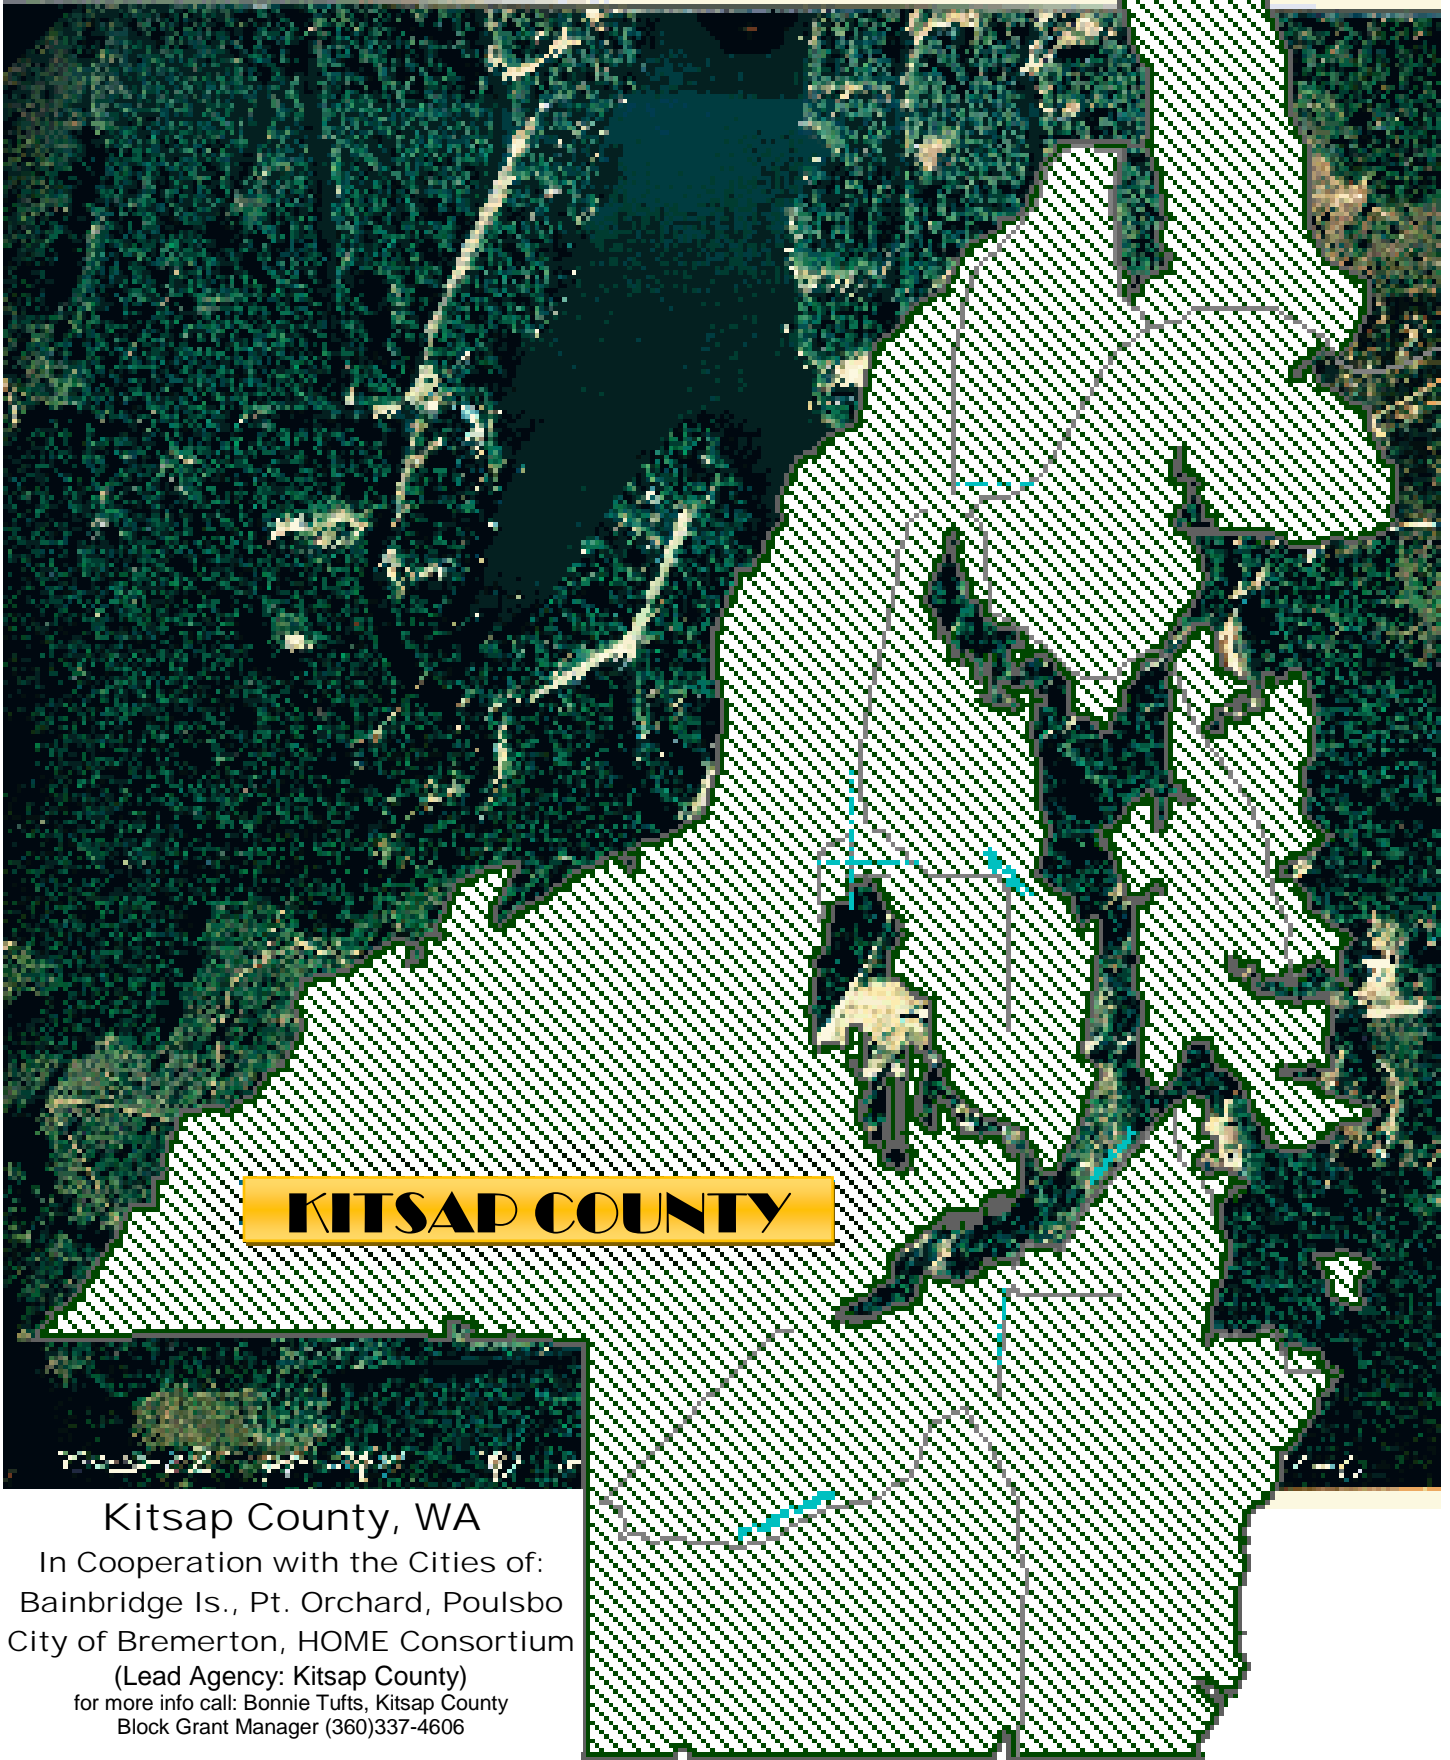 KITSAP COUNTY
Kitsap County, WA
In Cooperation with the Cities of:
Bainbridge Is., Pt. Orchard, Poulsbo
City of Bremerton, HOME Consortium
(Lead Agency: Kitsap County)
for more info call: Bonnie Tufts, Kitsap County
Block Grant Manager (360)337-4606